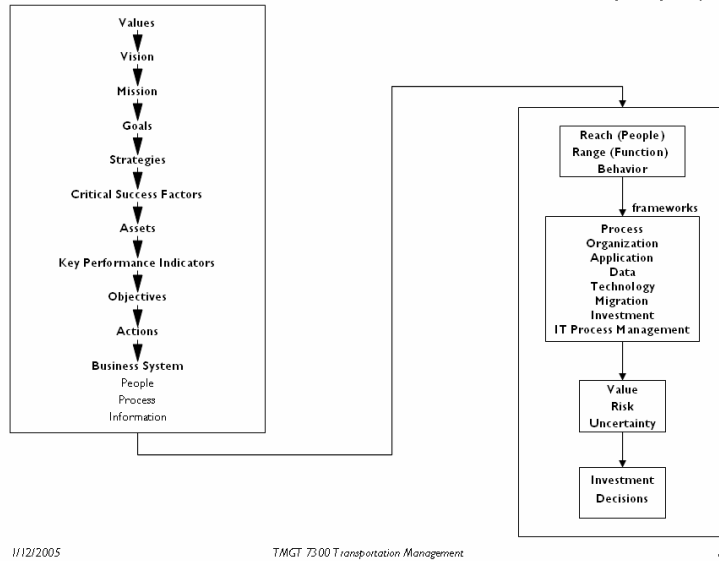 Values
Vision
Mission
Goals
Strategies
Critical Success Factors
Assets
Key Performance Indicators
Objectives
Actions
Business System
People
Process
Information
Reach (People)
Range (Function)
Behavior
frameworks
Process
Organization
Application
Data
Technology
Migration
Investment
IT Process Management
Value
Risk
Uncertainty
Investment
Decisions
1/12/2005
TMGT 7300 Transportation Management